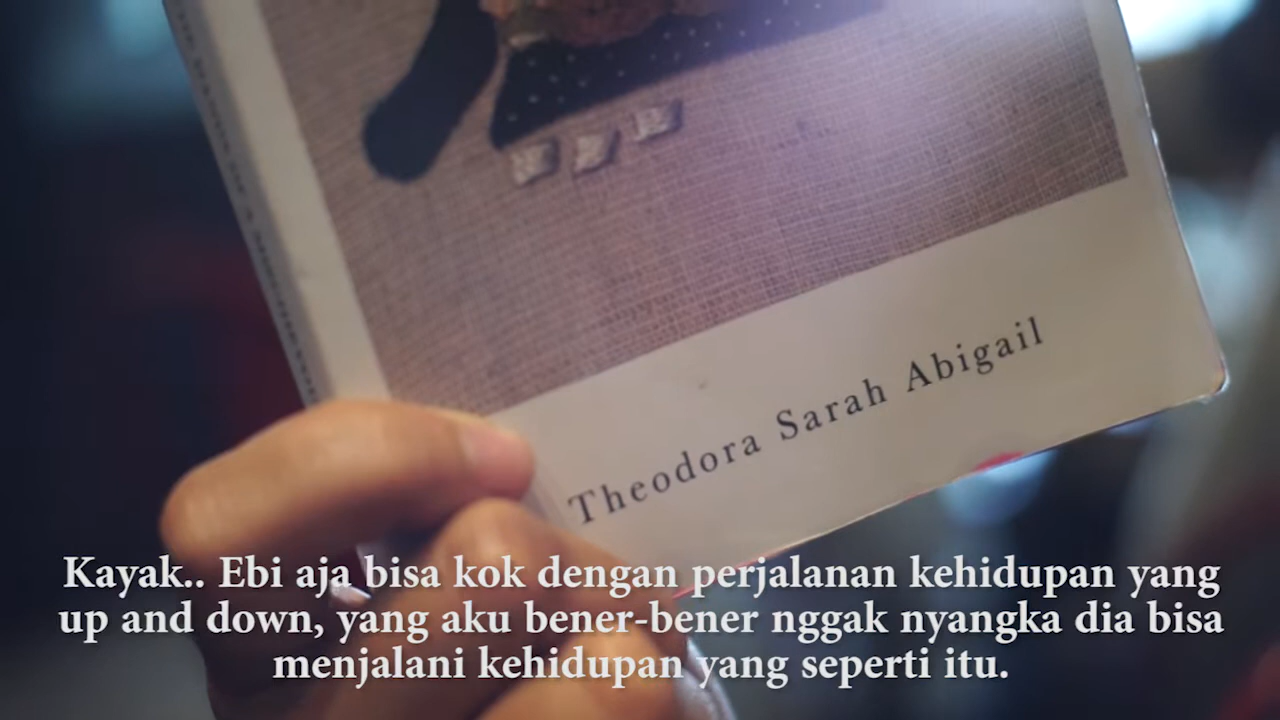 Theodora Sarah Abigail
Kayak.. Ebi aja bisa kok dengan perjalanan kehidupan yang
up and down, yang aku bener-bener nggak nyangka dia bisa
menjalani kehidupan yang seperti itu.